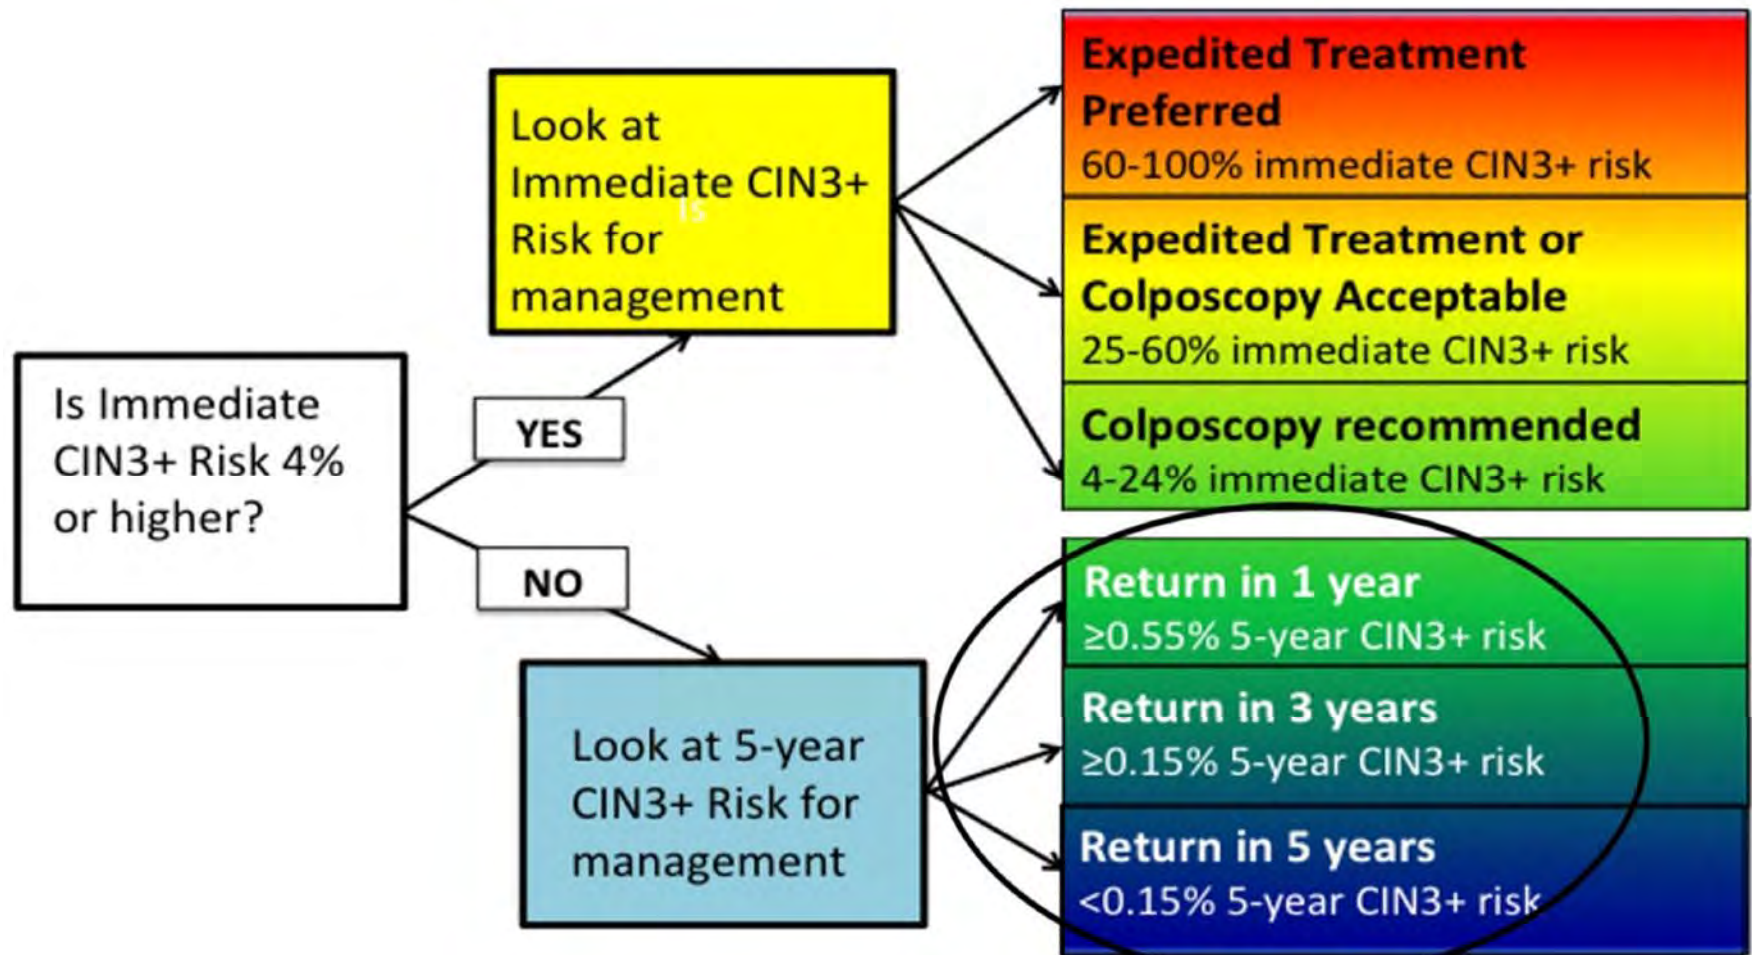 Is Immediate
CIN3+ Risk 4%
or higher?
YES
NO
Look at
Immediate CIN3+
is
Risk for
management
Look at 5-year
CIN3+ Risk for
management
Expedited Treatment
Preferred
60-100% immediate CIN3+ risk
Expedited Treatment or
Colposcopy Acceptable
25-60% immediate CIN3+ risk
Colposcopy recommended
4-24% immediate CIN3+ risk
Return in 1 year
≥0.55% 5-year CIN3+ risk
Return in 3 years
≥0.15% 5-year CIN3+ risk
Return in 5 years
<0.15% 5-year CIN3+ risk